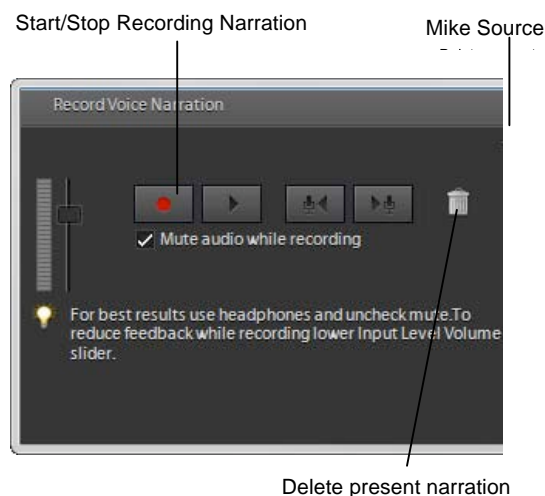 Start/Stop Recording Narration
Mike Source
Record Voice Narration
Mute audio while recording
For best results use headphones and uncheck mute.To
reduce feedback while recording lower Input Level Volume
slider.
Delete present narration